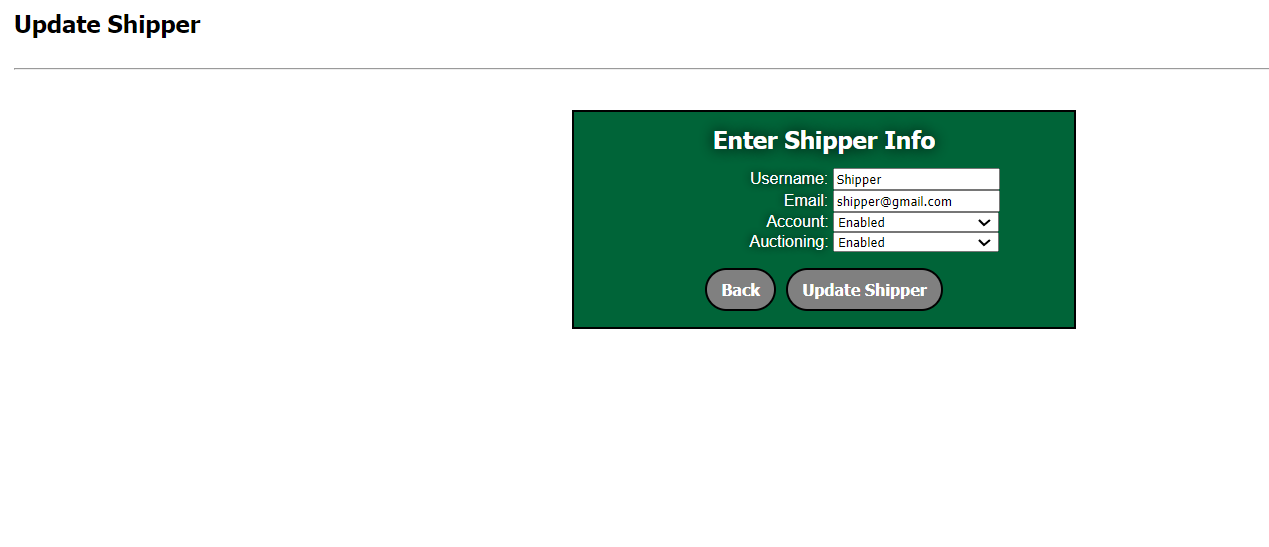 Update Shipper
Enter Shipper Info
Username: Shipper
Email: shipper@gmail.com
Account: Enabled
Auctioning: Enabled
Back Update Shipper